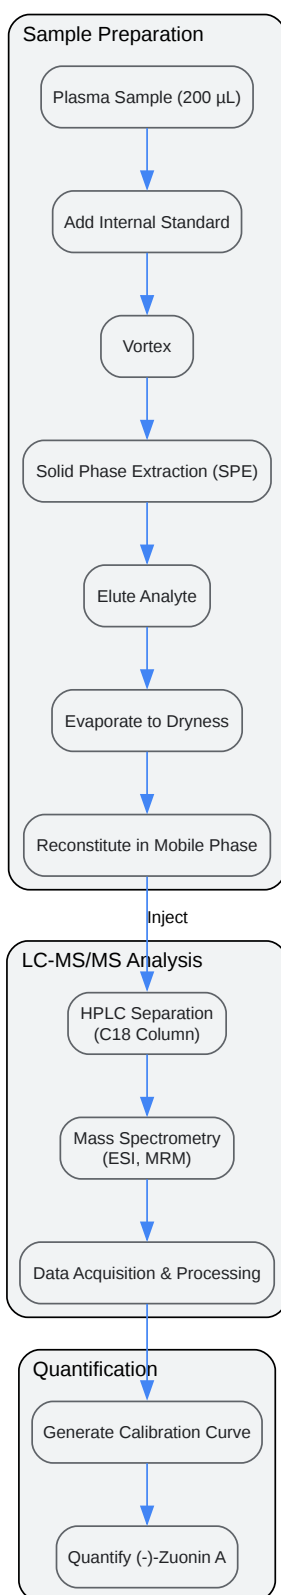 Sample Preparation
Plasma Sample (200 µL)
Add Internal Standard
Vortex
Solid Phase Extraction (SPE)
Elute Analyte
Evaporate to Dryness
Reconstitute in Mobile Phase
Inject
LC-MS/MS Analysis
HPLC Separation
(C18 Column)
Mass Spectrometry
(ESI, MRM)
Data Acquisition & Processing
Quantification
Generate Calibration Curve
Quantify (-)-Zuonin A